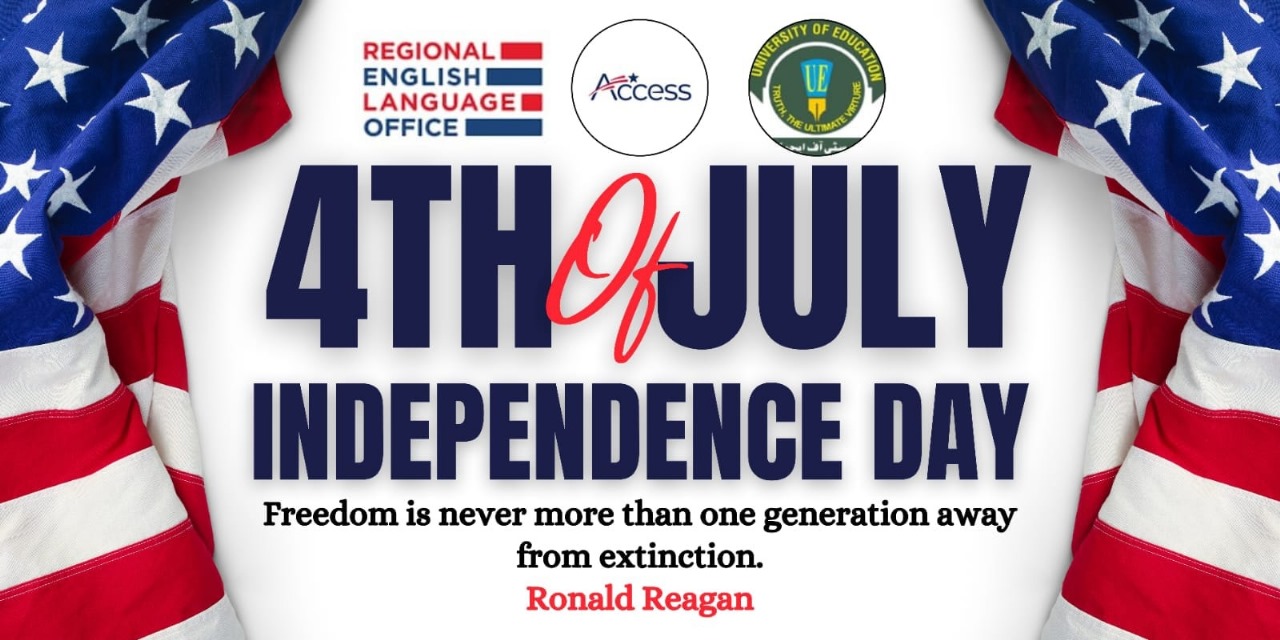 REGIONAL
ENGLISH
LANGUAGE
OFFICE
Access
UNIVERSITY OF EDUCATION
UE
TRUTH, THE ULTIMATE VIRTURE
4TH Of JULY
INDEPENDENCE DAY
Freedom is never more than one generation away
from extinction.
Ronald Reagan